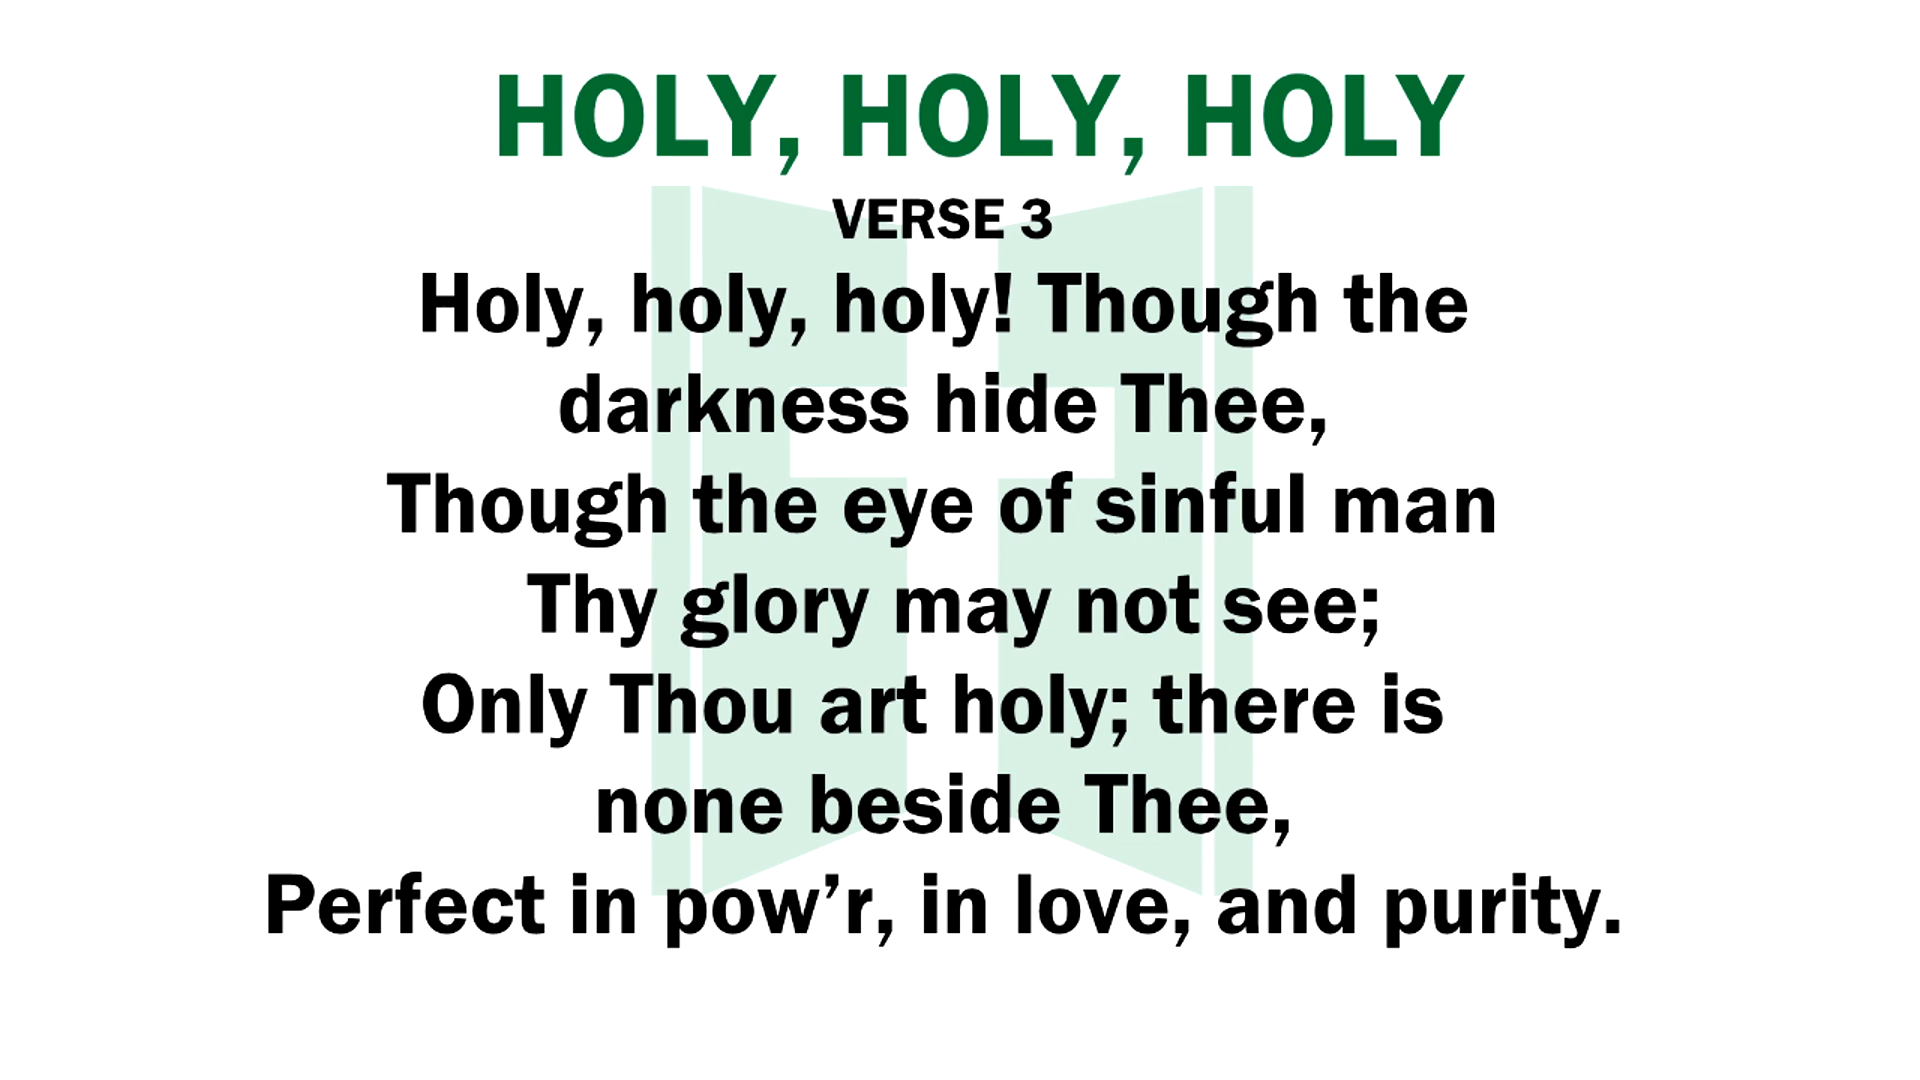 HOLY, HOLY, HOLY
VERSE 3
Holy, holy, holy! Though the
darkness hide Thee,
Though the eye of sinful man
Thy glory may not see;
Only Thou art holy; there is
none beside Thee,
Perfect in pow’r, in love, and purity.